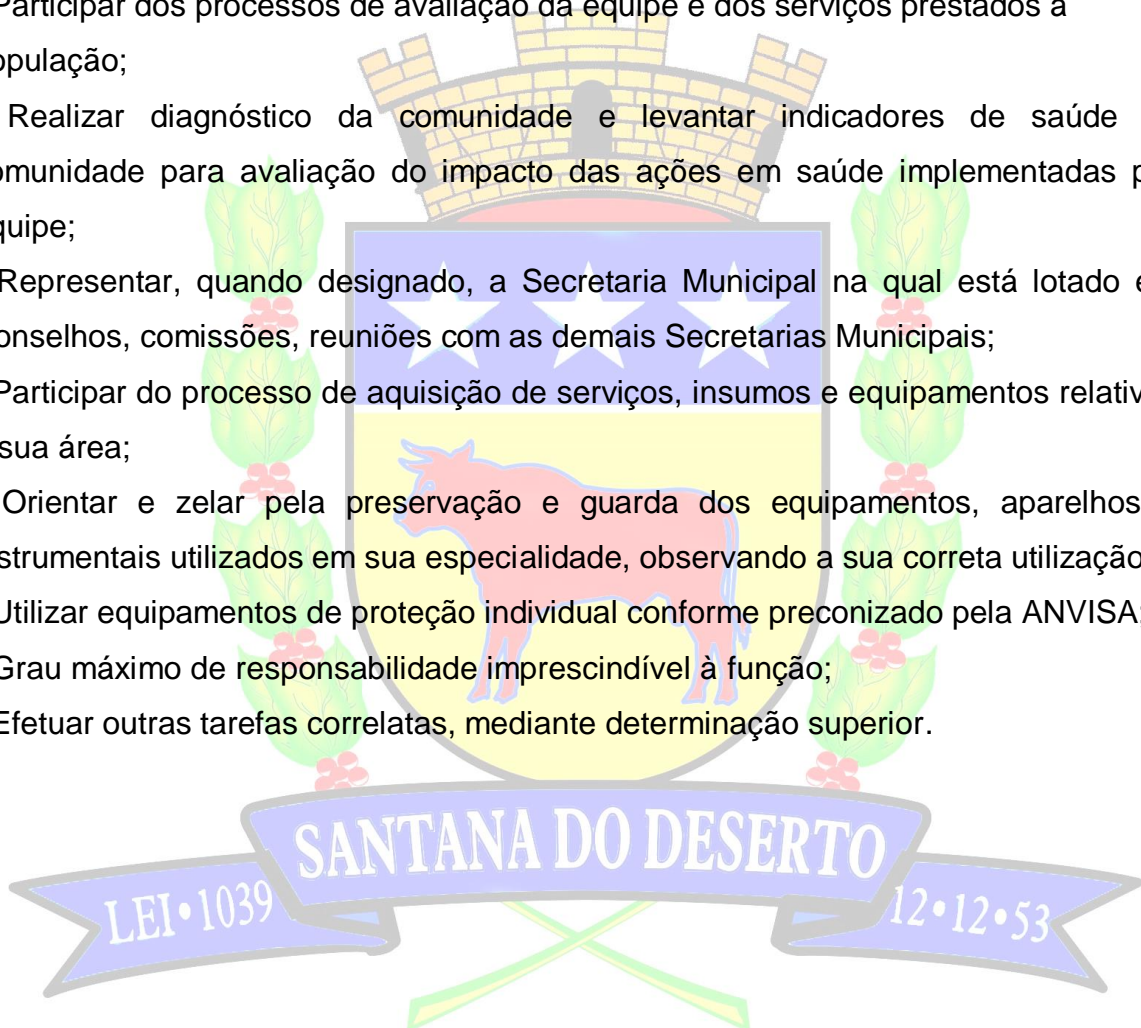 Participar dos processos de avaliação da equipe e dos serviços prestados à
opulação;
Realizar diagnóstico da comunidade e levantar indicadores de saúde
omunidade para avaliação do impacto das ações em saúde implementadas p
quipe;
Representar, quando designado, a Secretaria Municipal na qual está lotado e
onselhos, comissões, reuniões com as demais Secretarias Municipais;
Participar do processo de aquisição de serviços, insumos e equipamentos relativ
sua área;
Orientar e zelar pela preservação e guarda dos equipamentos, aparelhos
strumentais utilizados em sua especialidade, observando a sua correta utilização
Utilizar equipamentos de proteção individual conforme preconizado pela ANVISA;
Grau máximo de responsabilidade imprescindível à função;
Efetuar outras tarefas correlatas, mediante determinação superior.
SANTANA DO DESERTO
LEI•1039
12•12•53